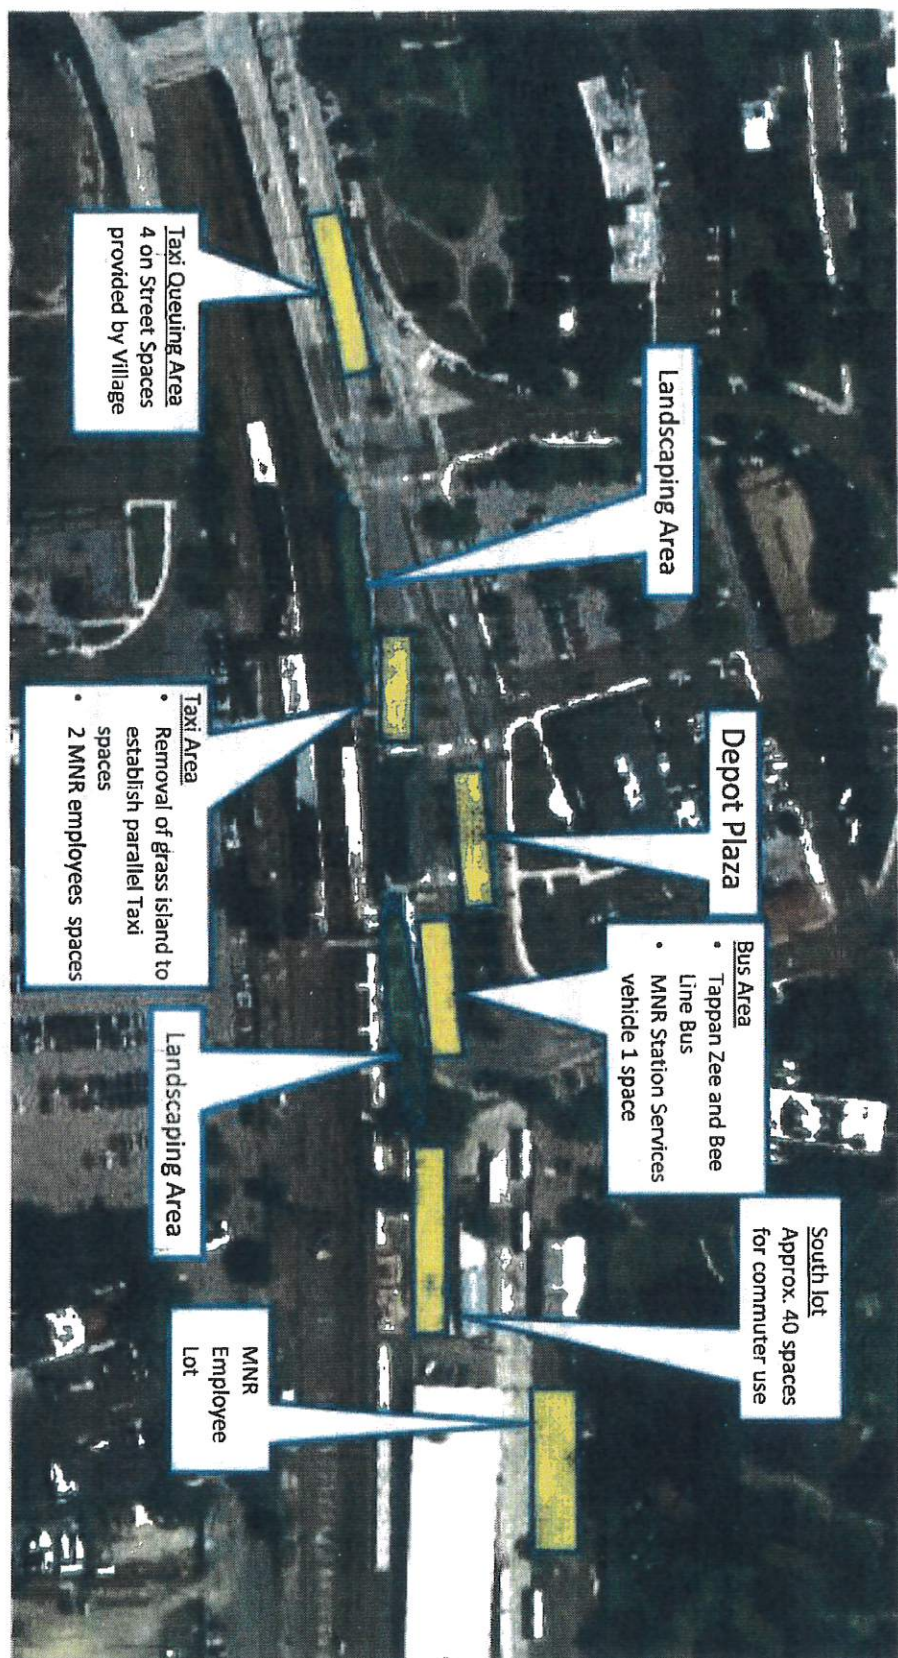 Taxi Queuing Area
4 on Street Spaces
provided by Village
Landscaping Area
Taxi Area
• Removal of grass island to
establish parallel Taxi
spaces
• 2 MNR employees spaces
Depot Plaza
Bus Area
• Tappan Zee and Bee
Line Bus
• MNR Station Services
vehicle 1 space
Landscaping Area
South lot
Approx. 40 spaces
for commuter use
MNR
Employee
Lot